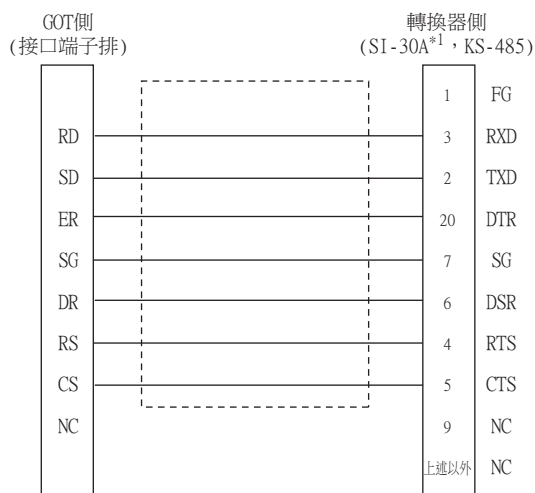 GOT側 轉換器側
(接口端子排) (SI-30A*1，KS-485)
1 FG
RD 3 RXD
SD 2 TXD
ER 20 DTR
SG 7 SG
DR 6 DSR
RS 4 RTS
CS 5 CTS
NC 9 NC
上述以外 NC